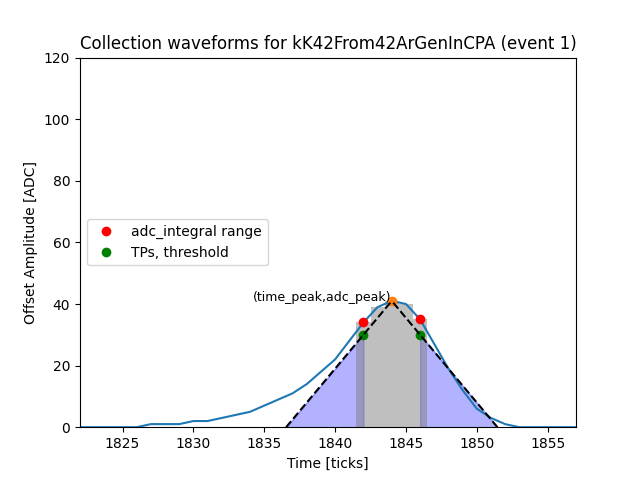 Collection waveforms for kK42From42ArGenInCPA (event 1)
120
100
80
60
40
20
0
Offset Amplitude [ADC]
adc_integral range
TPs, threshold
(time_peak,adc_peak)
1825 1830 1835 1840 1845 1850 1855
Time [ticks]